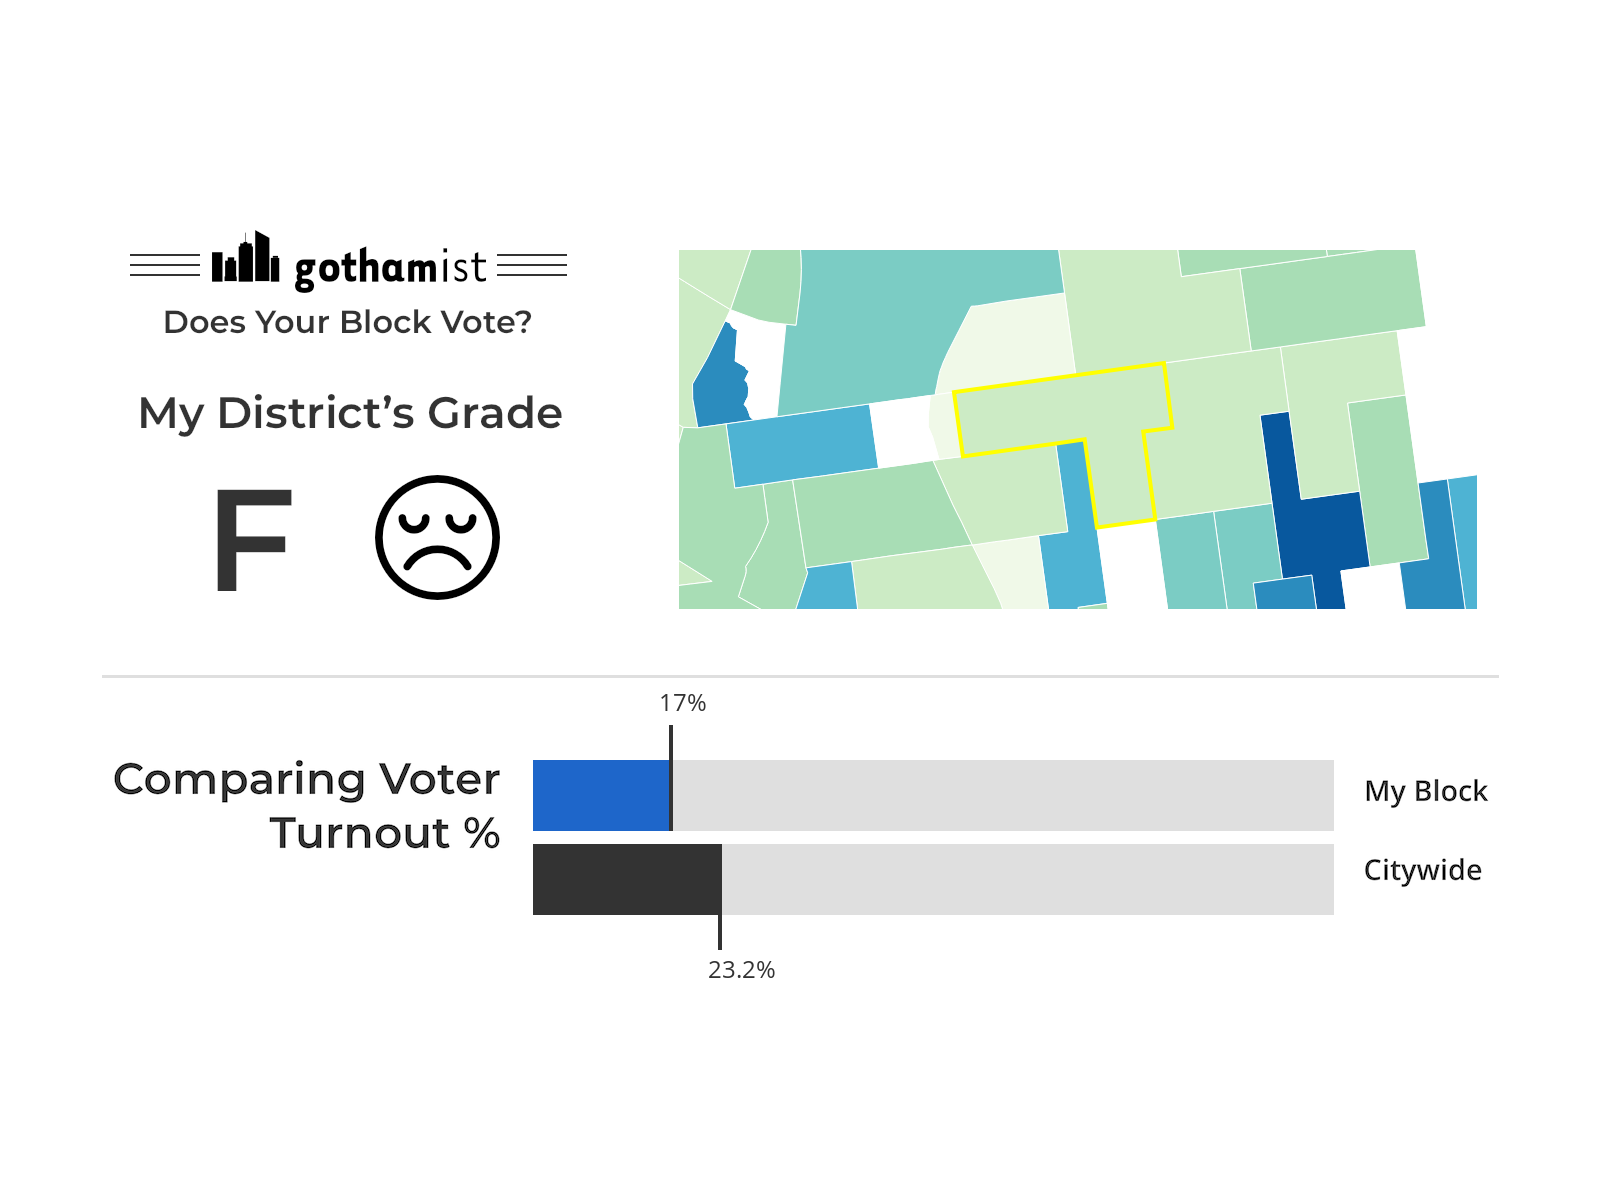 gothamist
Does Your Block Vote?
My District’s Grade
F
17%
Comparing Voter
Turnout %
My Block
Citywide
23.2%